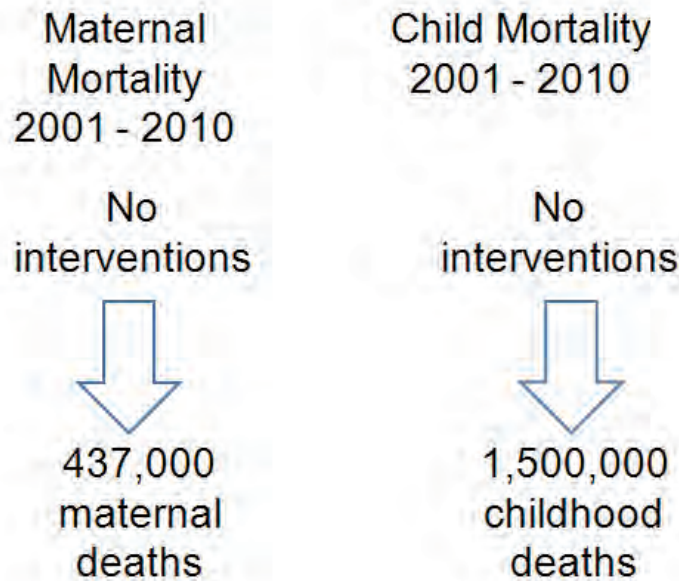 Maternal
Mortality
2001 - 2010
No
interventions
437,000
maternal
deaths
Child Mortality
2001 - 2010
No
interventions
1,500,000
childhood
deaths